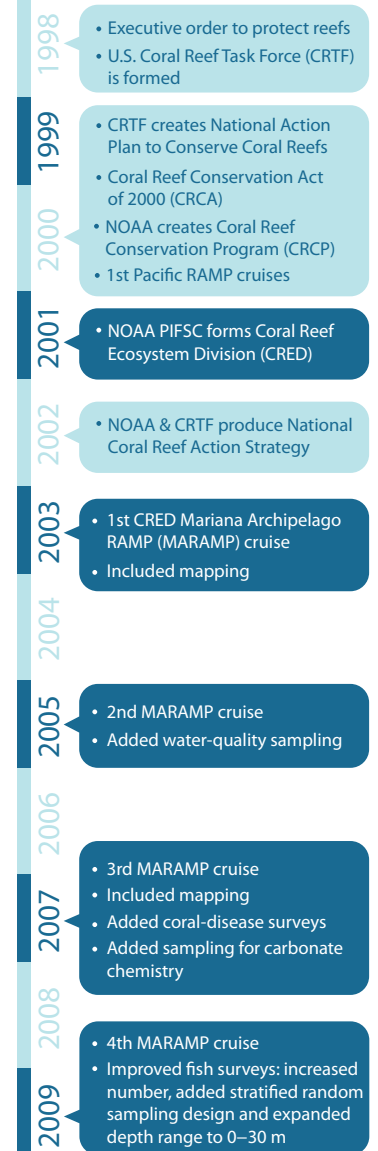 1998
• Executive order to protect reefs
• U.S. Coral Reef Task Force (CRTF)
is formed
1999
• CRTF creates National Action
Plan to Conserve Coral Reefs
• Coral Reef Conservation Act
of 2000 (CRCA)
2000
• NOAA creates Coral Reef
Conservation Program (CRCP)
• 1st Pacific RAMP cruises
2001
• NOAA PIFSC forms Coral Reef
Ecosystem Division (CRED)
2002
• NOAA & CRTF produce National
Coral Reef Action Strategy
2003
• 1st CRED Mariana Archipelago
RAMP (MARAMP) cruise
• Included mapping
2004
2005
• 2nd MARAMP cruise
• Added water-quality sampling
2006
2007
• 3rd MARAMP cruise
• Included mapping
• Added coral-disease surveys
• Added sampling for carbonate
chemistry
2008
2009
• 4th MARAMP cruise
• Improved fish surveys: increased
number, added stratified random
sampling design and expanded
depth range to 0–30 m